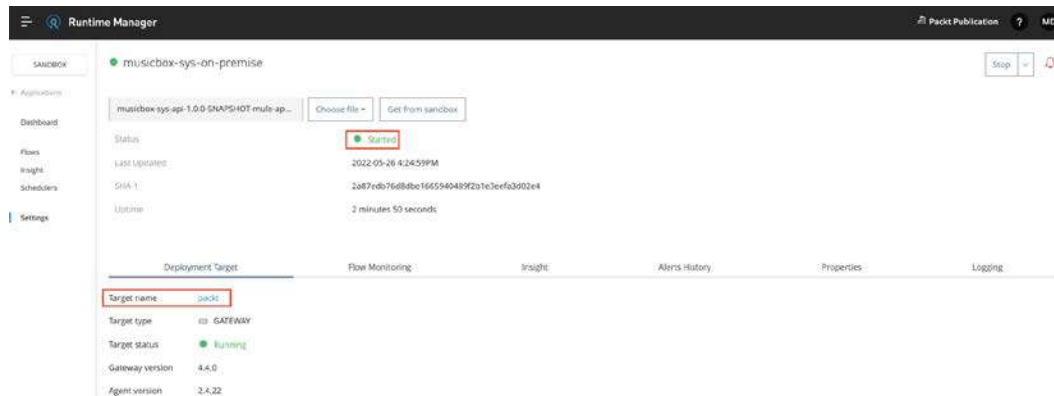 Runtime Manager
Packt Publication ? MD
SANDBOX
musicbox-sys-on-premise
Stop
Applications
musicbox-sys-api-1.0.0-SNAPSHOT-mule-ap...
Choose file
Get from sandbox
Dashboard
Status Started
Flows
Last Updated 2022-05-26 4:24:59PM
Insight
Schedulers
SHA-1
Uptime 2 minutes 50 seconds
Settings
Deployment Target Flow Monitoring Insight Alerts History Properties Logging
Target name packt
Target type GATEWAY
Target status Running
Gateway version 4.4.0
Agent version 2.4.22